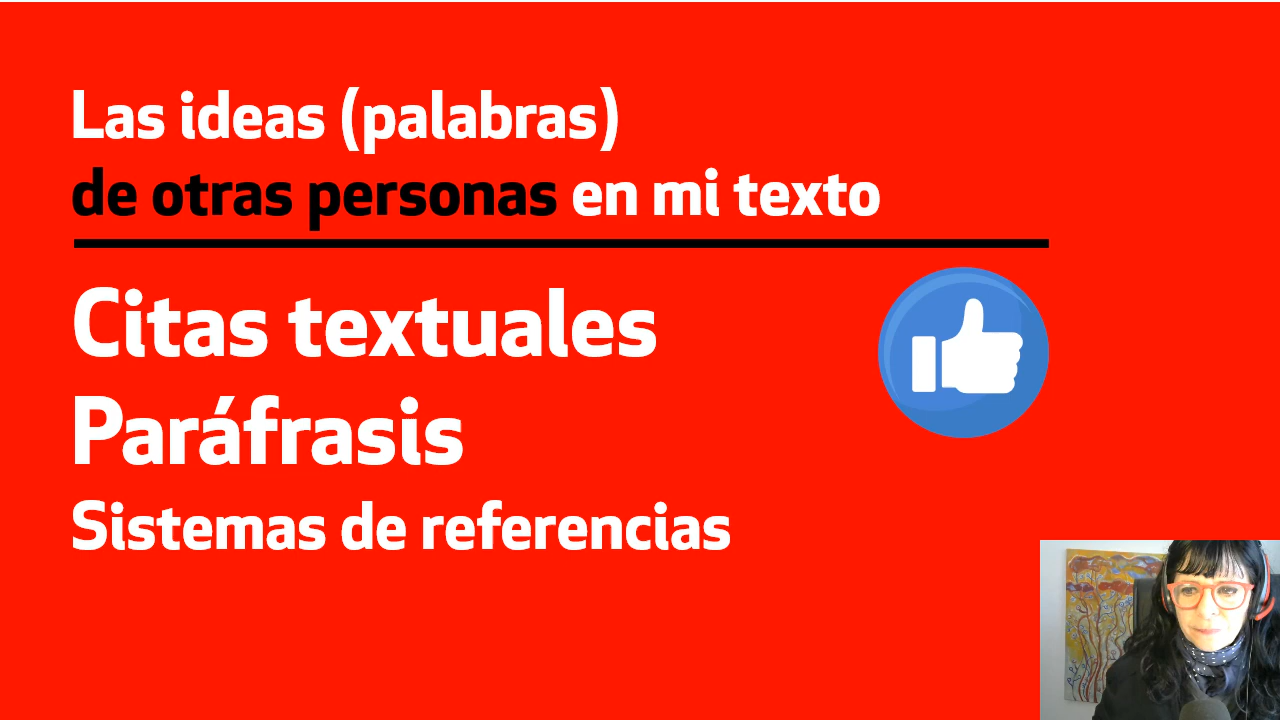 Las ideas (palabras)
de otras personas en mi texto
Citas textuales
Paráfrasis
Sistemas de referencias